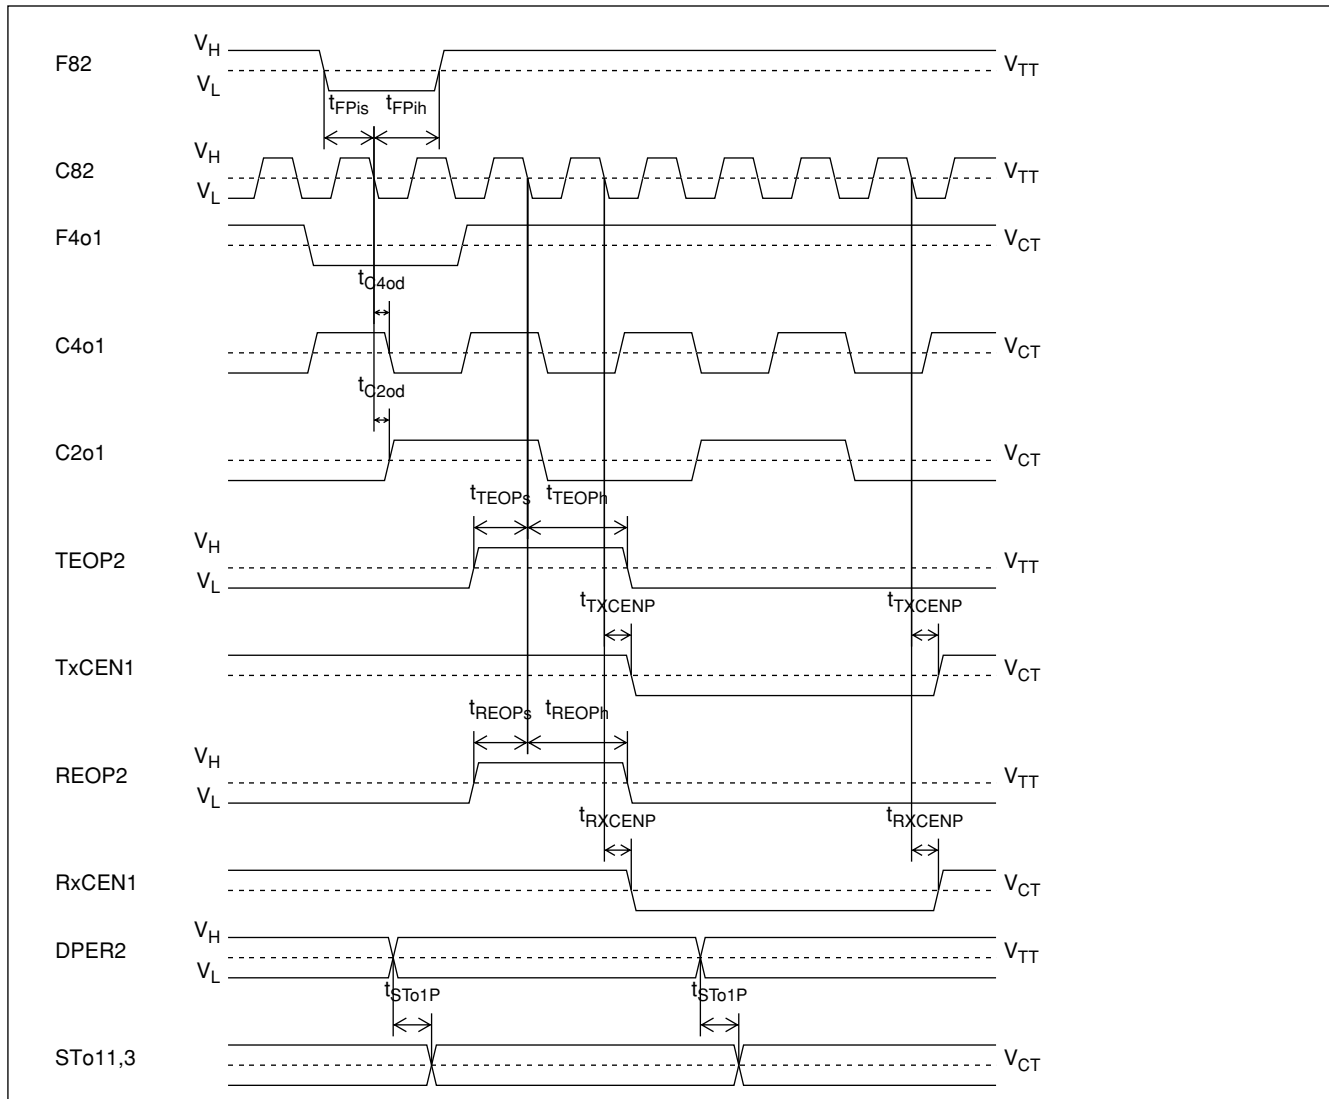 V_H
F82
V_TT
V_L
t_FPis t_FPih
V_H
C82
V_TT
V_L
F4o1
V_CT
t_C4od
C4o1
V_CT
t_C2od
C2o1
V_CT
t_TEOPs t_TEOPh
V_H
TEOP2
V_TT
V_L
t_TXCENP t_TXCENP
TxCEN1
V_CT
t_REOPs t_REOPh
V_H
REOP2
V_TT
V_L
t_RXCENP t_RXCENP
RxCEN1
V_CT
V_H
DPER2
V_TT
V_L
t_STo1P t_STo1P
STo11,3
V_CT